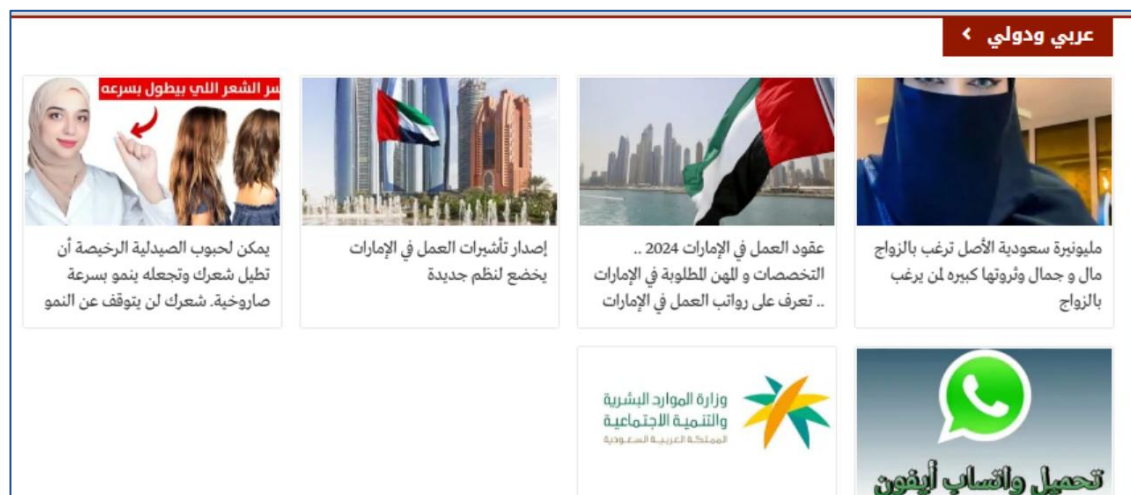 عربي ودولي
مليونيرة سعودية الأصل ترغب بالزواج
مال و جمال وثروتها كبيره لمن يرغب
بالزواج
عقود العمل في الإمارات 2024 ..
التخصصات و المهن المطلوبة في الإمارات
.. تعرف على رواتب العمل في الإمارات
إصدار تأشيرات العمل في الإمارات
يخضع لنظم جديدة
سر الشعر اللي بيطول بسرعه
يمكن لحبوب الصيدلية الرخيصة أن
تطيل شعرك وتجعله ينمو بسرعة
صاروخية. شعرك لن يتوقف عن النمو
تحميل واتساب أيفون
وزارة الموارد البشرية
والتنمية الاجتماعية
المملكة العربية السعودية